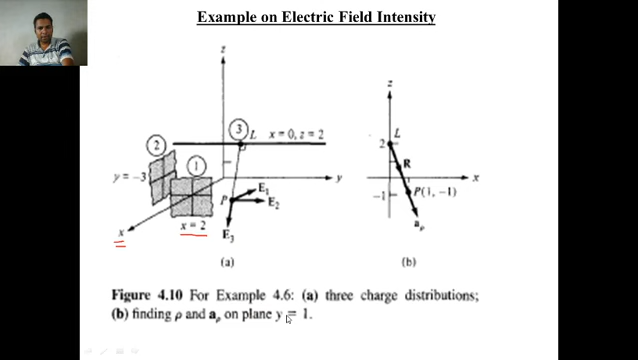 Example on Electric Field Intensity
z
3 L x = 0, z = 2
2
1
y = −3
y
P E₁
E₂
x
x = 2
E₃
(a)
z
L
2
R
x
−1 P(1, −1)
aρ
(b)
Figure 4.10 For Example 4.6: (a) three charge distributions;
(b) finding ρ and aρ on plane y = 1.